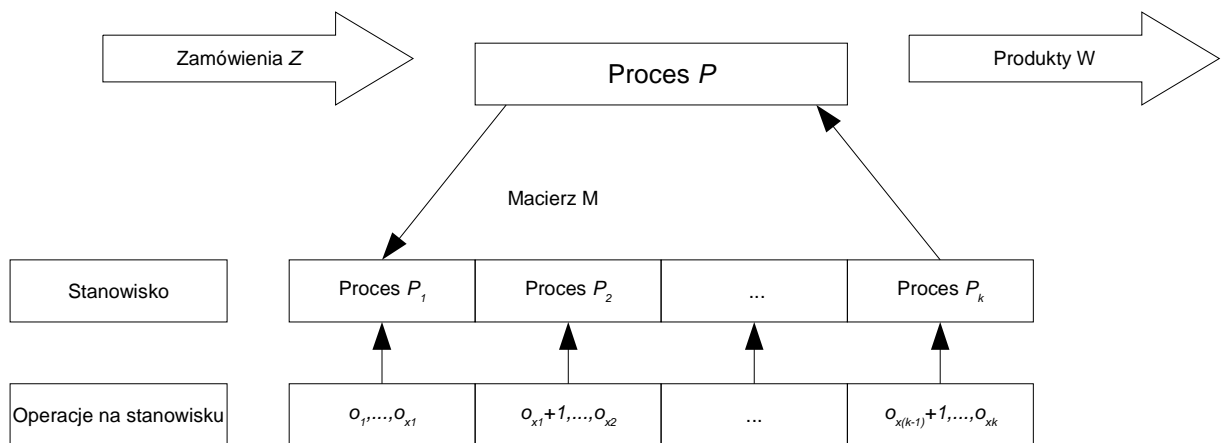 Zamówienia Z
Proces P
Produkty W
Macierz M
Stanowisko
Proces P₁
Proces P₂
...
Proces Pₖ
Operacje na stanowisku
o₁,...,oₓ₁
oₓ₁+1,...,oₓ₂
...
oₓ₍ₖ₋₁₎+1,...,oₓₖ